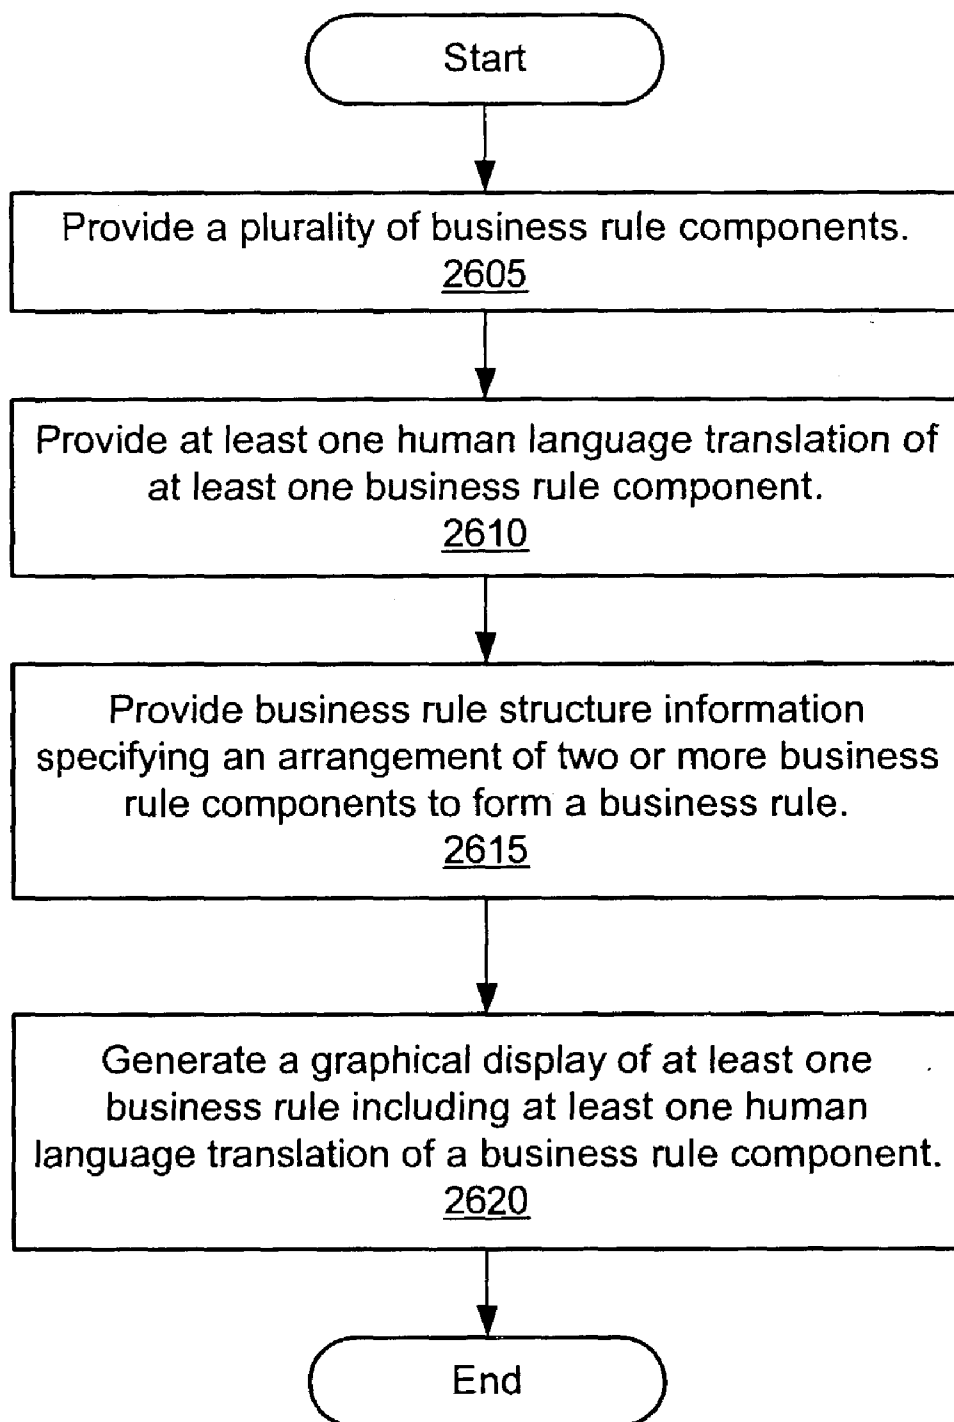 Start
Provide a plurality of business rule components.
2605
Provide at least one human language translation of
at least one business rule component.
2610
Provide business rule structure information
specifying an arrangement of two or more business
rule components to form a business rule.
2615
Generate a graphical display of at least one
business rule including at least one human
language translation of a business rule component.
2620
End